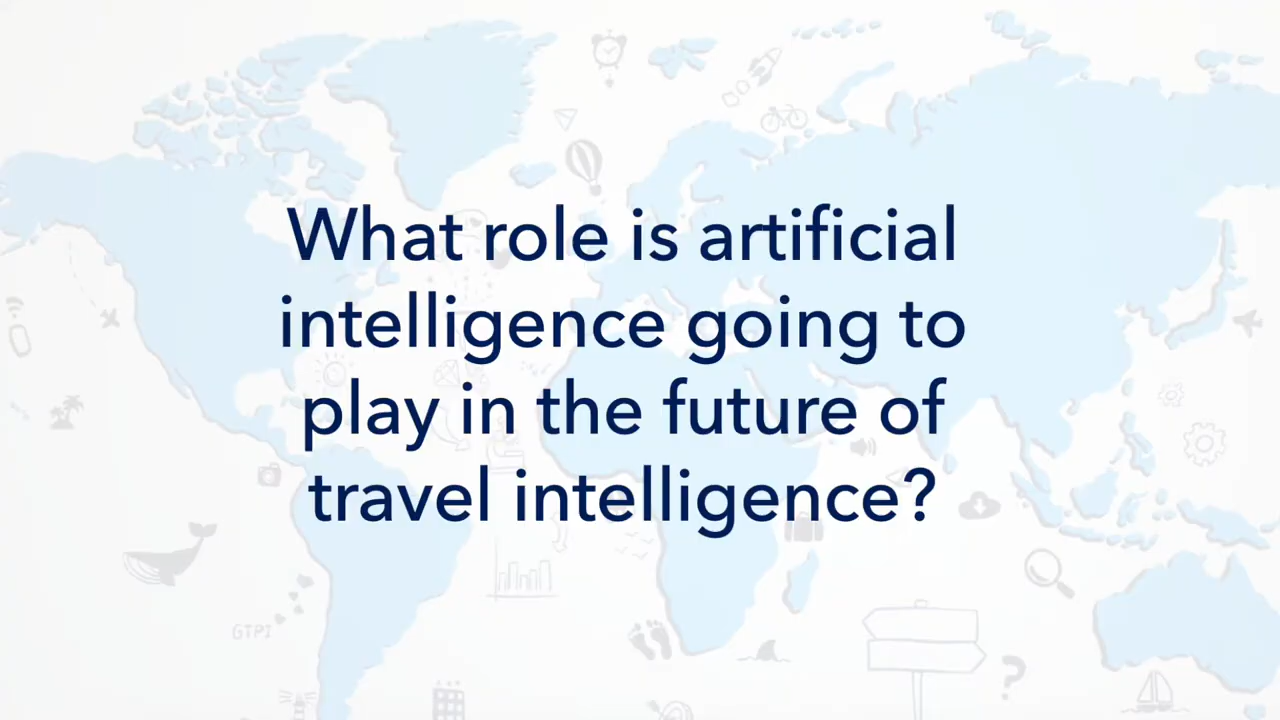 What role is artificial
intelligence going to
play in the future of
travel intelligence?
GTPI
?